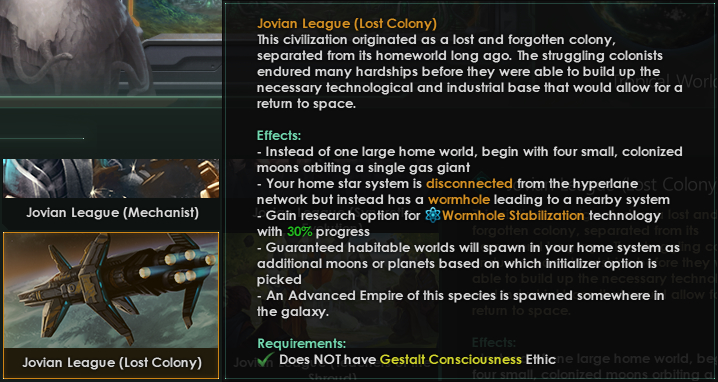 Jovian League (Lost Colony)
This civilization originated as a lost and forgotten colony,
separated from its homeworld long ago. The struggling colonists
endured many hardships before they were able to build up the
necessary technological and industrial base that would allow for a
return to space.
Effects:
- Instead of one large home world, begin with four small, colonized
moons orbiting a single gas giant
- Your home star system is disconnected from the hyperlane
network but instead has a wormhole leading to a nearby system
- Gain research option for Wormhole Stabilization technology
with 30% progress
- Guaranteed habitable worlds will spawn in your home system as
additional moons or planets based on which initializer option is
picked
- An Advanced Empire of this species is spawned somewhere in
the galaxy.
Requirements:
Does NOT have Gestalt Consciousness Ethic
Jovian League (Mechanist)
Jovian League (Lost Colony)